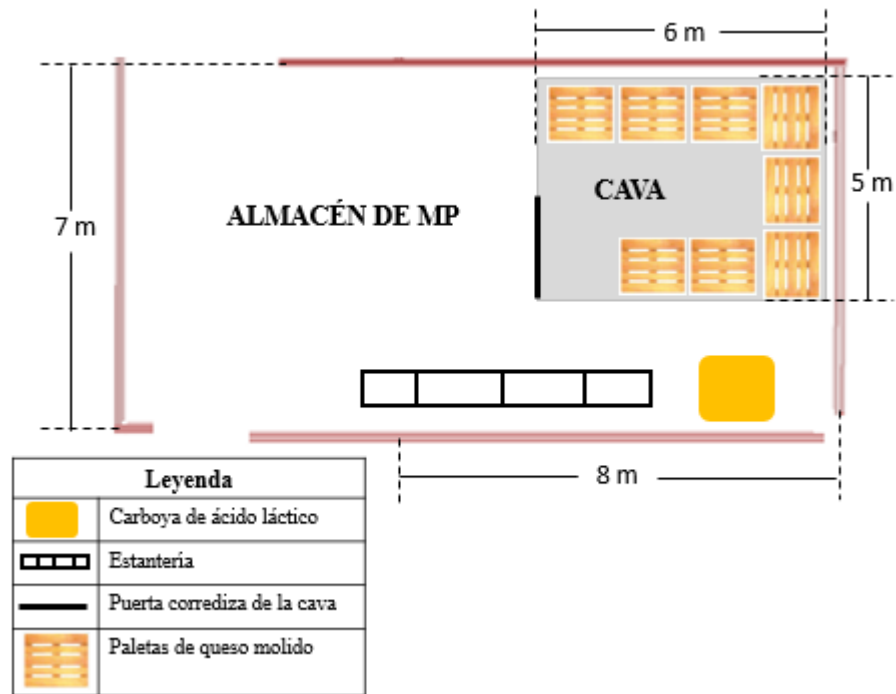 6 m
CAVA
5 m
ALMACÉN DE MP
7 m
8 m
Leyenda
Carboya de ácido láctico
Estantería
Puerta corrediza de la cava
Paletas de queso molido